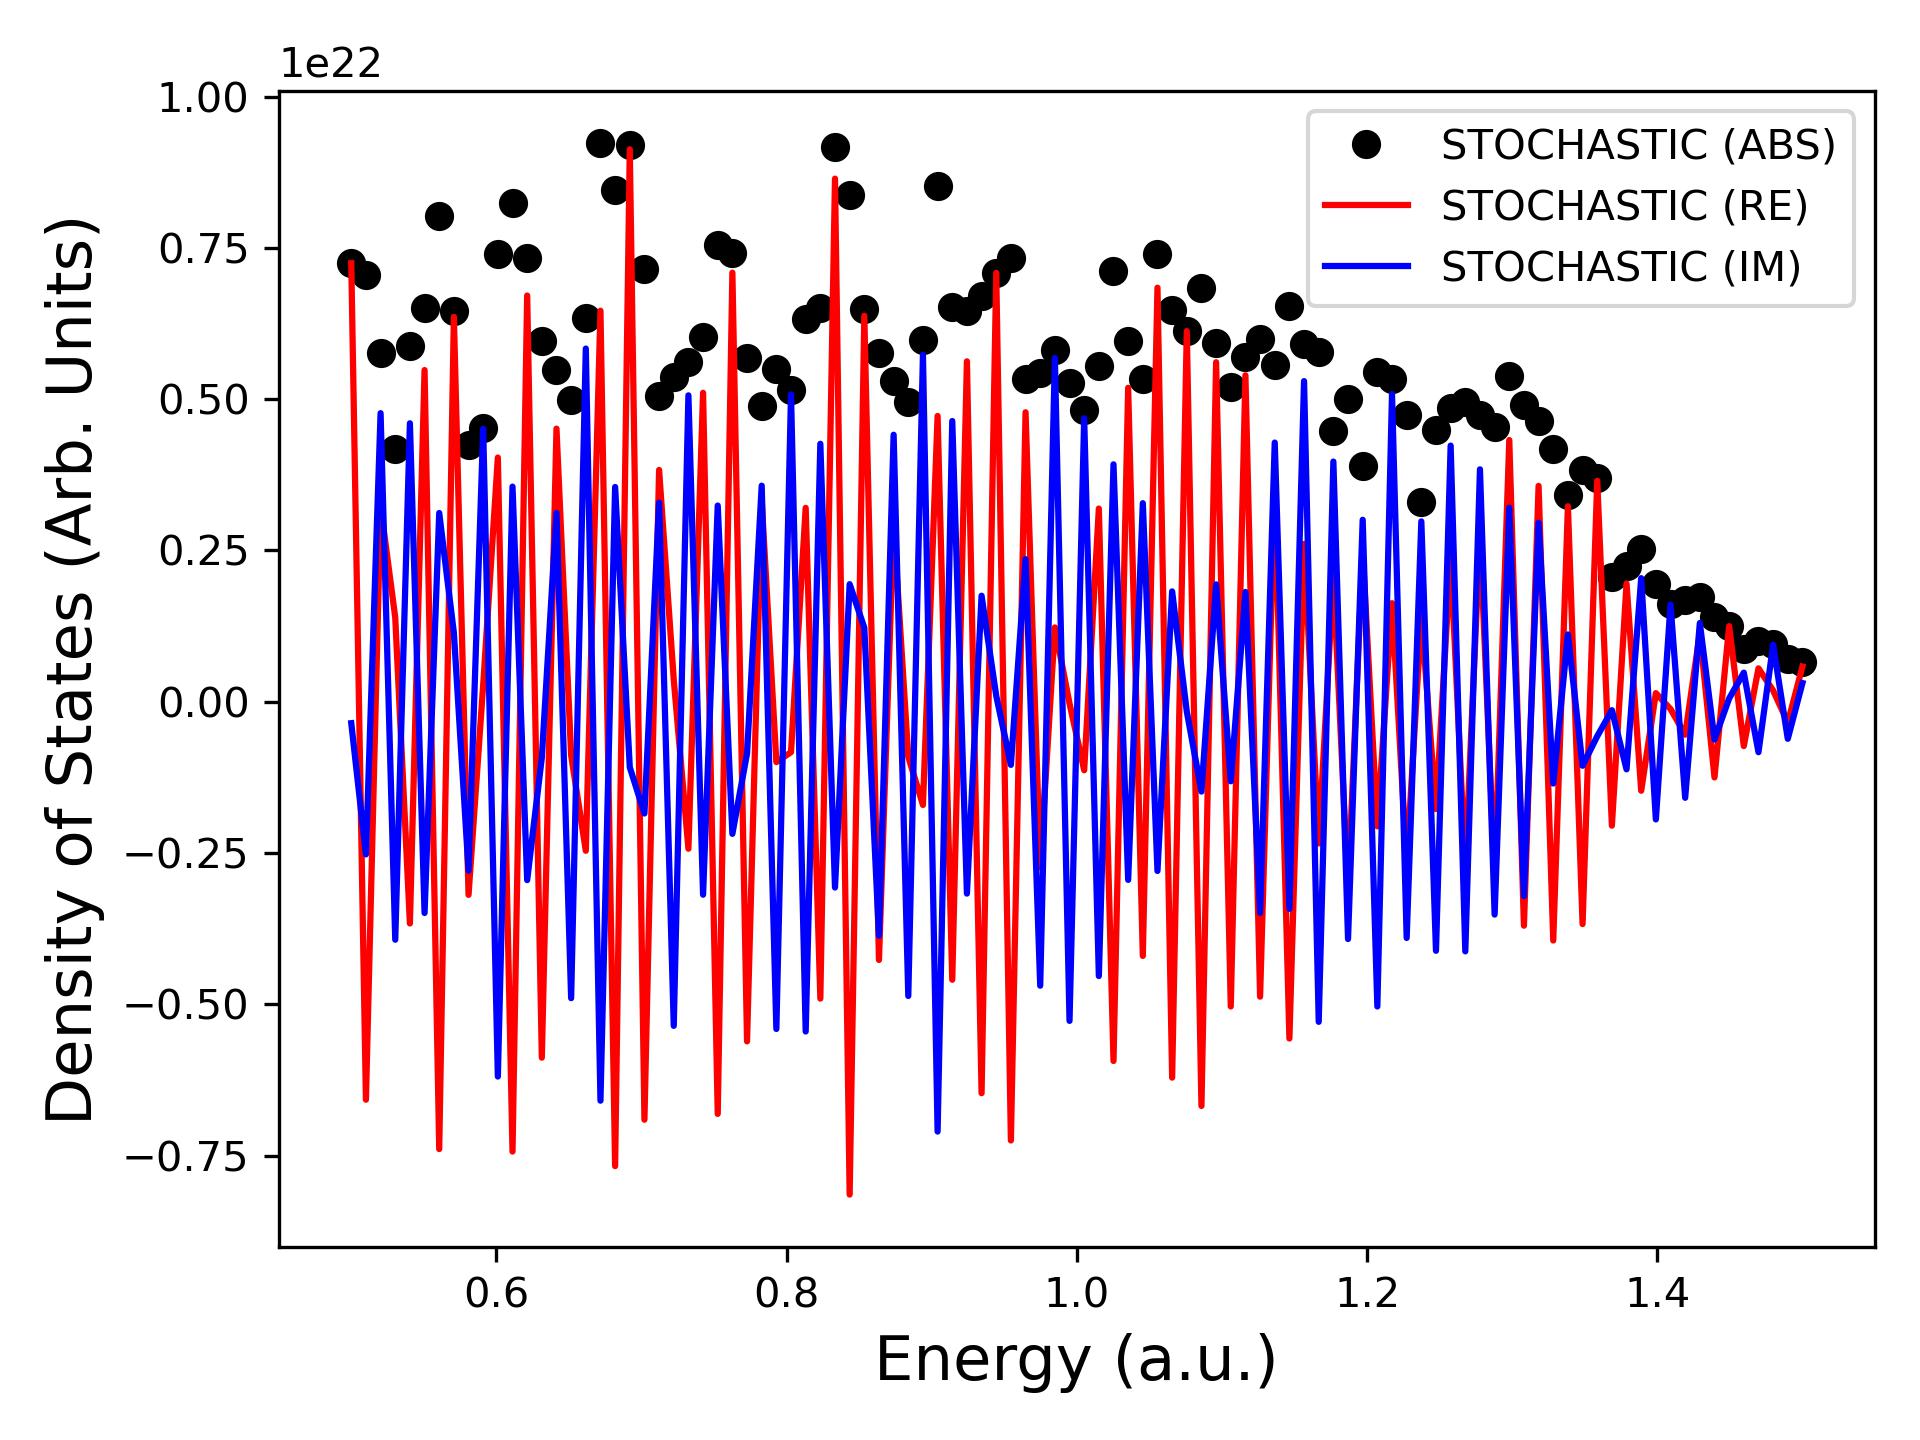 1e22
1.00
0.75
0.50
0.25
0.00
−0.25
−0.50
−0.75
Density of States (Arb. Units)
STOCHASTIC (ABS)
STOCHASTIC (RE)
STOCHASTIC (IM)
0.6 0.8 1.0 1.2 1.4
Energy (a.u.)